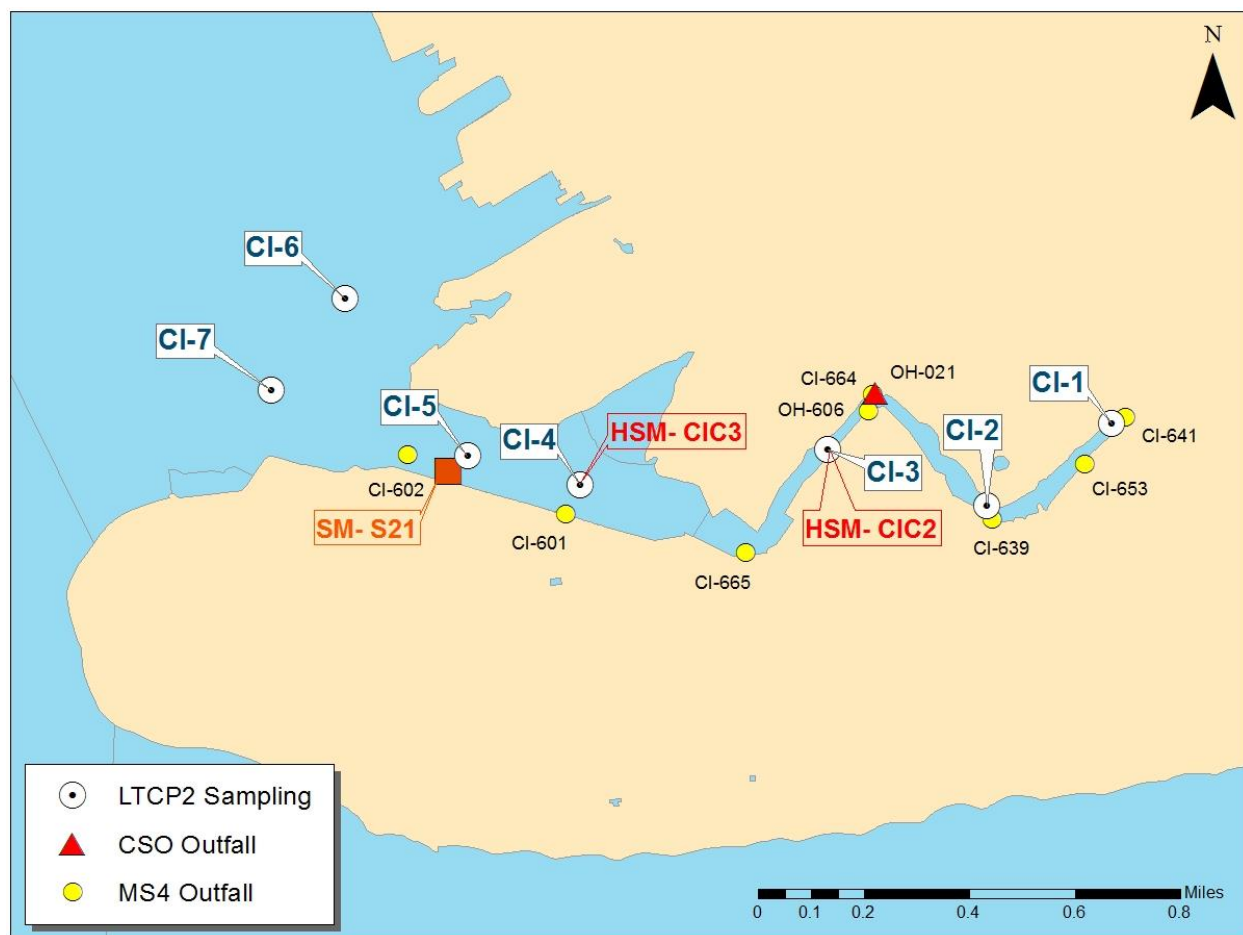 N
CI-6
CI-7
CI-5
CI-4
HSM- CIC3
CI-664
OH-021
OH-606
CI-1
CI-2
CI-641
CI-3
CI-653
CI-602
SM- S21
HSM- CIC2
CI-639
CI-601
CI-665
LTCP2 Sampling
CSO Outfall
MS4 Outfall
Miles
0 0.1 0.2 0.4 0.6 0.8